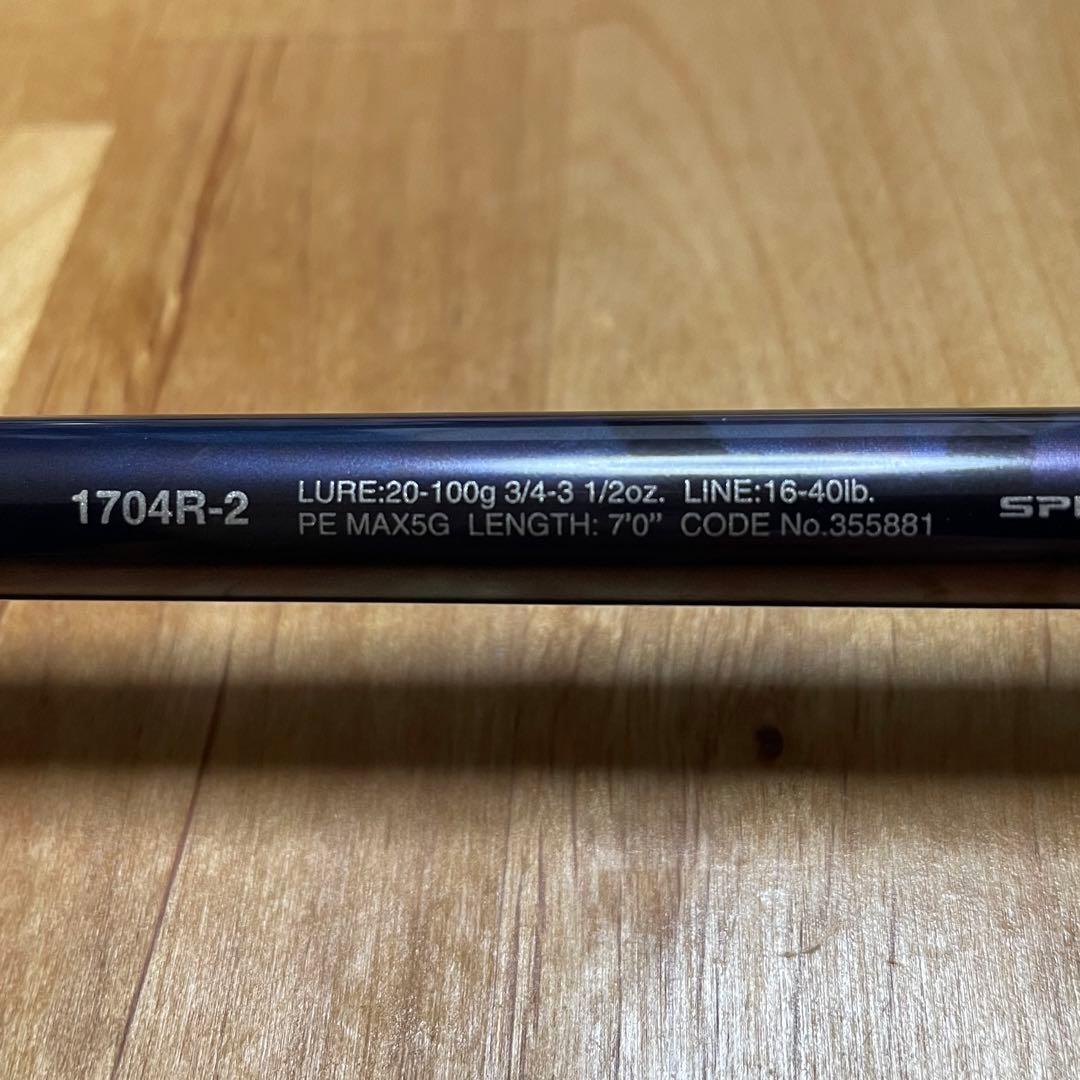 1704R-2
LURE:20-100g 3/4-3 1/2oz. LINE:16-40lb.
PE MAX5G LENGTH: 7'0" CODE No.355881